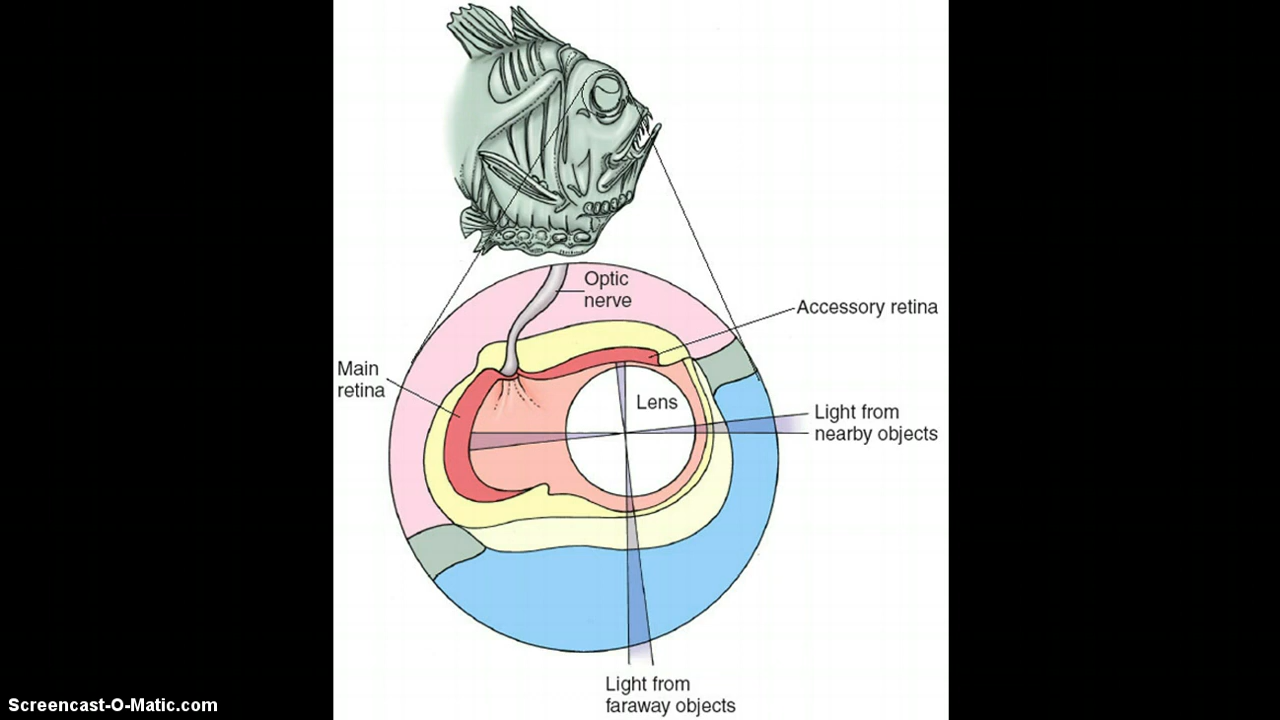 Optic
nerve
Accessory retina
Main
retina
Lens
Light from
nearby objects
Light from
faraway objects
Screencast-O-Matic.com